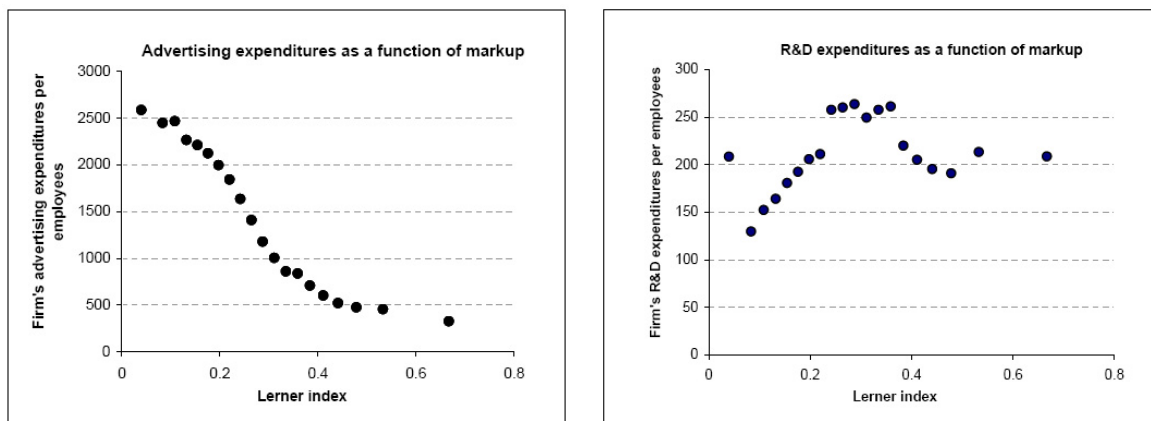 Advertising expenditures as a function of markup
Firm's advertising expenditures per
employees
3000
2500
2000
1500
1000
500
0
0 0.2 0.4 0.6 0.8
Lerner index
R&D expenditures as a function of markup
Firm's R&D expenditures per employees
300
250
200
150
100
50
0
0 0.2 0.4 0.6 0.8
Lerner index